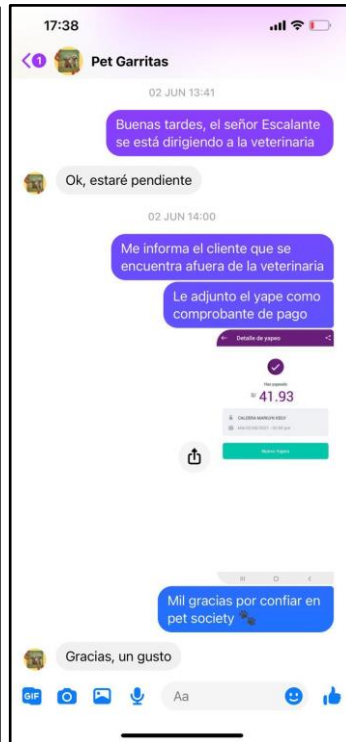 17:38
1
Pet Garritas
02 JUN 13:41
Buenas tardes, el señor Escalante
se está dirigiendo a la veterinaria
Ok, estaré pendiente
02 JUN 14:00
Me informa el cliente que se
encuentra afuera de la veterinaria
Le adjunto el yape como
comprobante de pago
Detalle de yapeo
41.93
Nuevo Yapeo
Mil gracias por confiar en
pet society
Gracias, un gusto
GIF
Aa